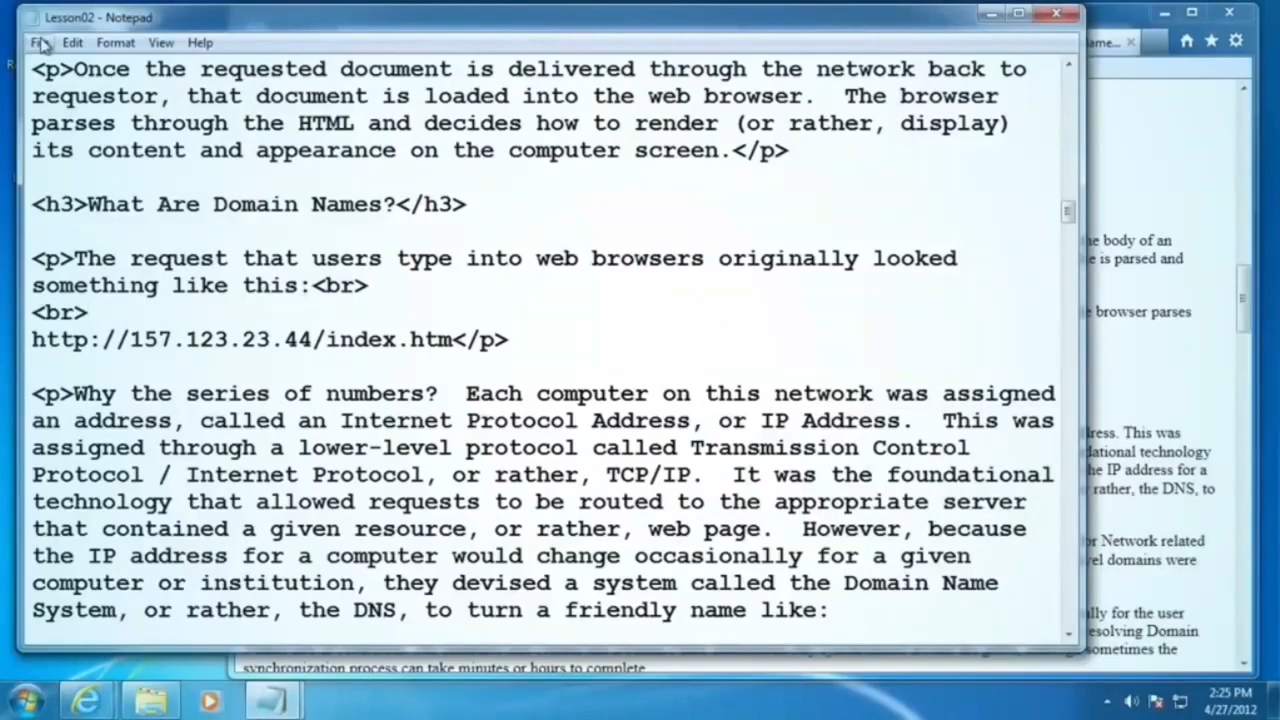 Lesson02 - Notepad
File Edit Format View Help
<p>Once the requested document is delivered through the network back to
requestor, that document is loaded into the web browser.  The browser
parses through the HTML and decides how to render (or rather, display)
its content and appearance on the computer screen.</p>
<h3>What Are Domain Names?</h3>
<p>The request that users type into web browsers originally looked
something like this:<br>
<br>
http://157.123.23.44/index.htm</p>
<p>Why the series of numbers?  Each computer on this network was assigned
an address, called an Internet Protocol Address, or IP Address.  This was
assigned through a lower-level protocol called Transmission Control
Protocol / Internet Protocol, or rather, TCP/IP.  It was the foundational
technology that allowed requests to be routed to the appropriate server
that contained a given resource, or rather, web page.  However, because
the IP address for a computer would change occasionally for a given
computer or institution, they devised a system called the Domain Name
System, or rather, the DNS, to turn a friendly name like:
ame...
body of an
e is parsed and
browser parses
ress. This was
dational technology
he IP address for a
rather, the DNS, to
or Network related
vel domains were
ally for the user
esolving Domain
, sometimes the
synchronization process can take minutes or hours to complete
2:25 PM
4/27/2012